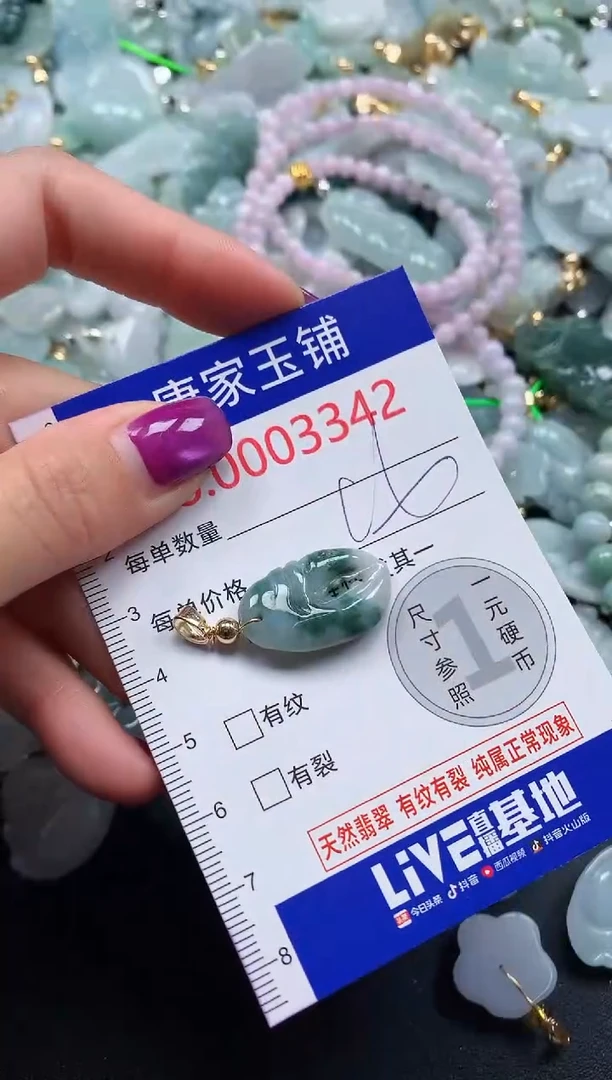 唐家玉铺
.0003342
每单数量
每单价格
其一
尺寸参照
1
一元硬币
2
3
4
5
6
7
8
有纹
有裂
天然翡翠 有纹有裂 纯属正常现象
LiVE直播基地
今日头条 抖音 西瓜视频 抖音火山版